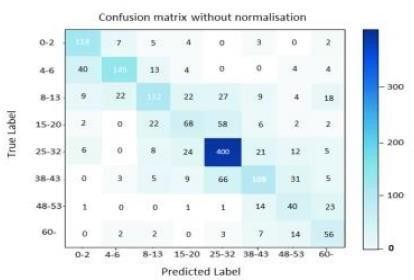 Confusion matrix without normalisation
0-2 114 7 5 4 0 3 0 2
4-6 40 13 4 0 0 4 4
8-13 9 22 22 27 9 4 18
15-20 2 0 22 68 58 6 2 2
25-32 6 0 8 24 400 21 12 5
38-43 0 3 5 9 66 31 5
48-53 1 0 0 1 1 14 40 23
60- 0 2 2 0 3 7 14 56
0-2 4-6 8-13 15-20 25-32 38-43 48-53 60-
Predicted Label
True Label
300
200
100
0